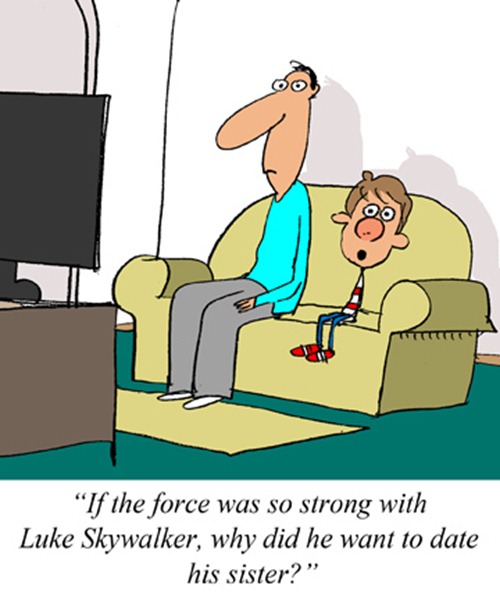 “If the force was so strong with
Luke Skywalker, why did he want to date
his sister?”